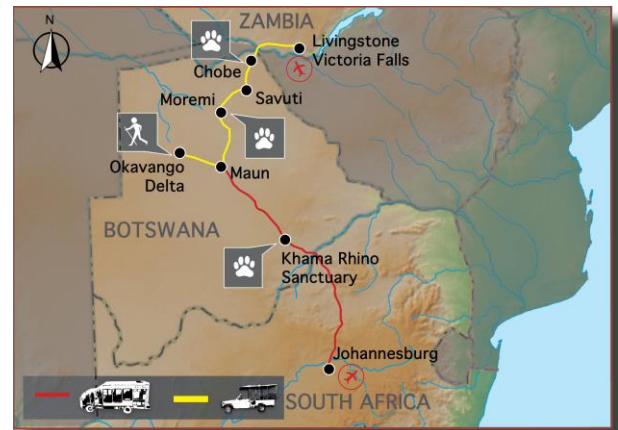 N
ZAMBIA
Livingstone
Victoria Falls
Chobe
Savuti
Moremi
Okavango
Delta
Maun
BOTSWANA
Khama Rhino
Sanctuary
Johannesburg
SOUTH AFRICA